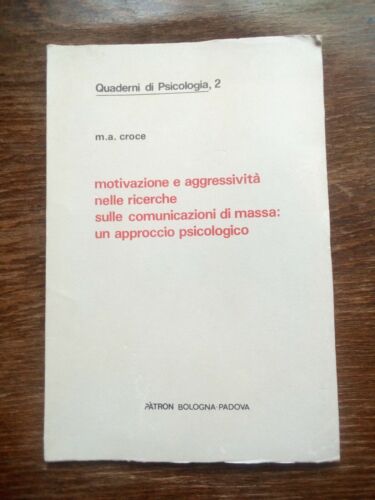 Quaderni di Psicologia, 2
m.a. croce
motivazione e aggressività
nelle ricerche
sulle comunicazioni di massa:
un approccio psicologico
PÀTRON BOLOGNA-PADOVA